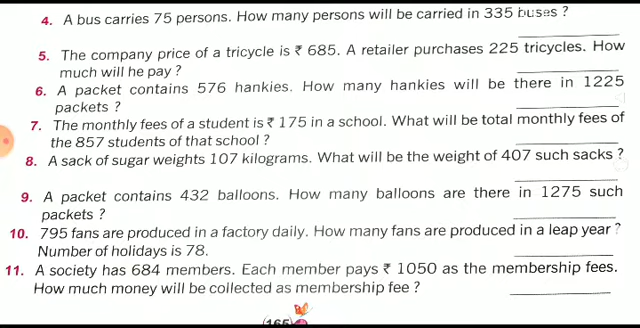 4. A bus carries 75 persons. How many persons will be carried in 335 buses ?
5. The company price of a tricycle is ₹ 685. A retailer purchases 225 tricycles. How
much will he pay ?
6. A packet contains 576 hankies. How many hankies will be there in 1225
packets ?
7. The monthly fees of a student is ₹ 175 in a school. What will be total monthly fees of
the 857 students of that school ?
8. A sack of sugar weights 107 kilograms. What will be the weight of 407 such sacks ?
9. A packet contains 432 balloons. How many balloons are there in 1275 such
packets ?
10. 795 fans are produced in a factory daily. How many fans are produced in a leap year ?
Number of holidays is 78.
11. A society has 684 members. Each member pays ₹ 1050 as the membership fees.
How much money will be collected as membership fee ?
(165)